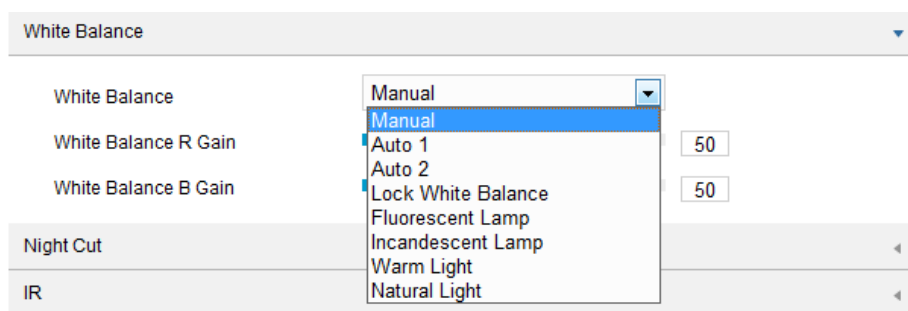 White Balance
White Balance Manual
Manual
White Balance R Gain Auto 1 50
Auto 2
White Balance B Gain Lock White Balance 50
Fluorescent Lamp
Night Cut Incandescent Lamp
Warm Light
IR Natural Light